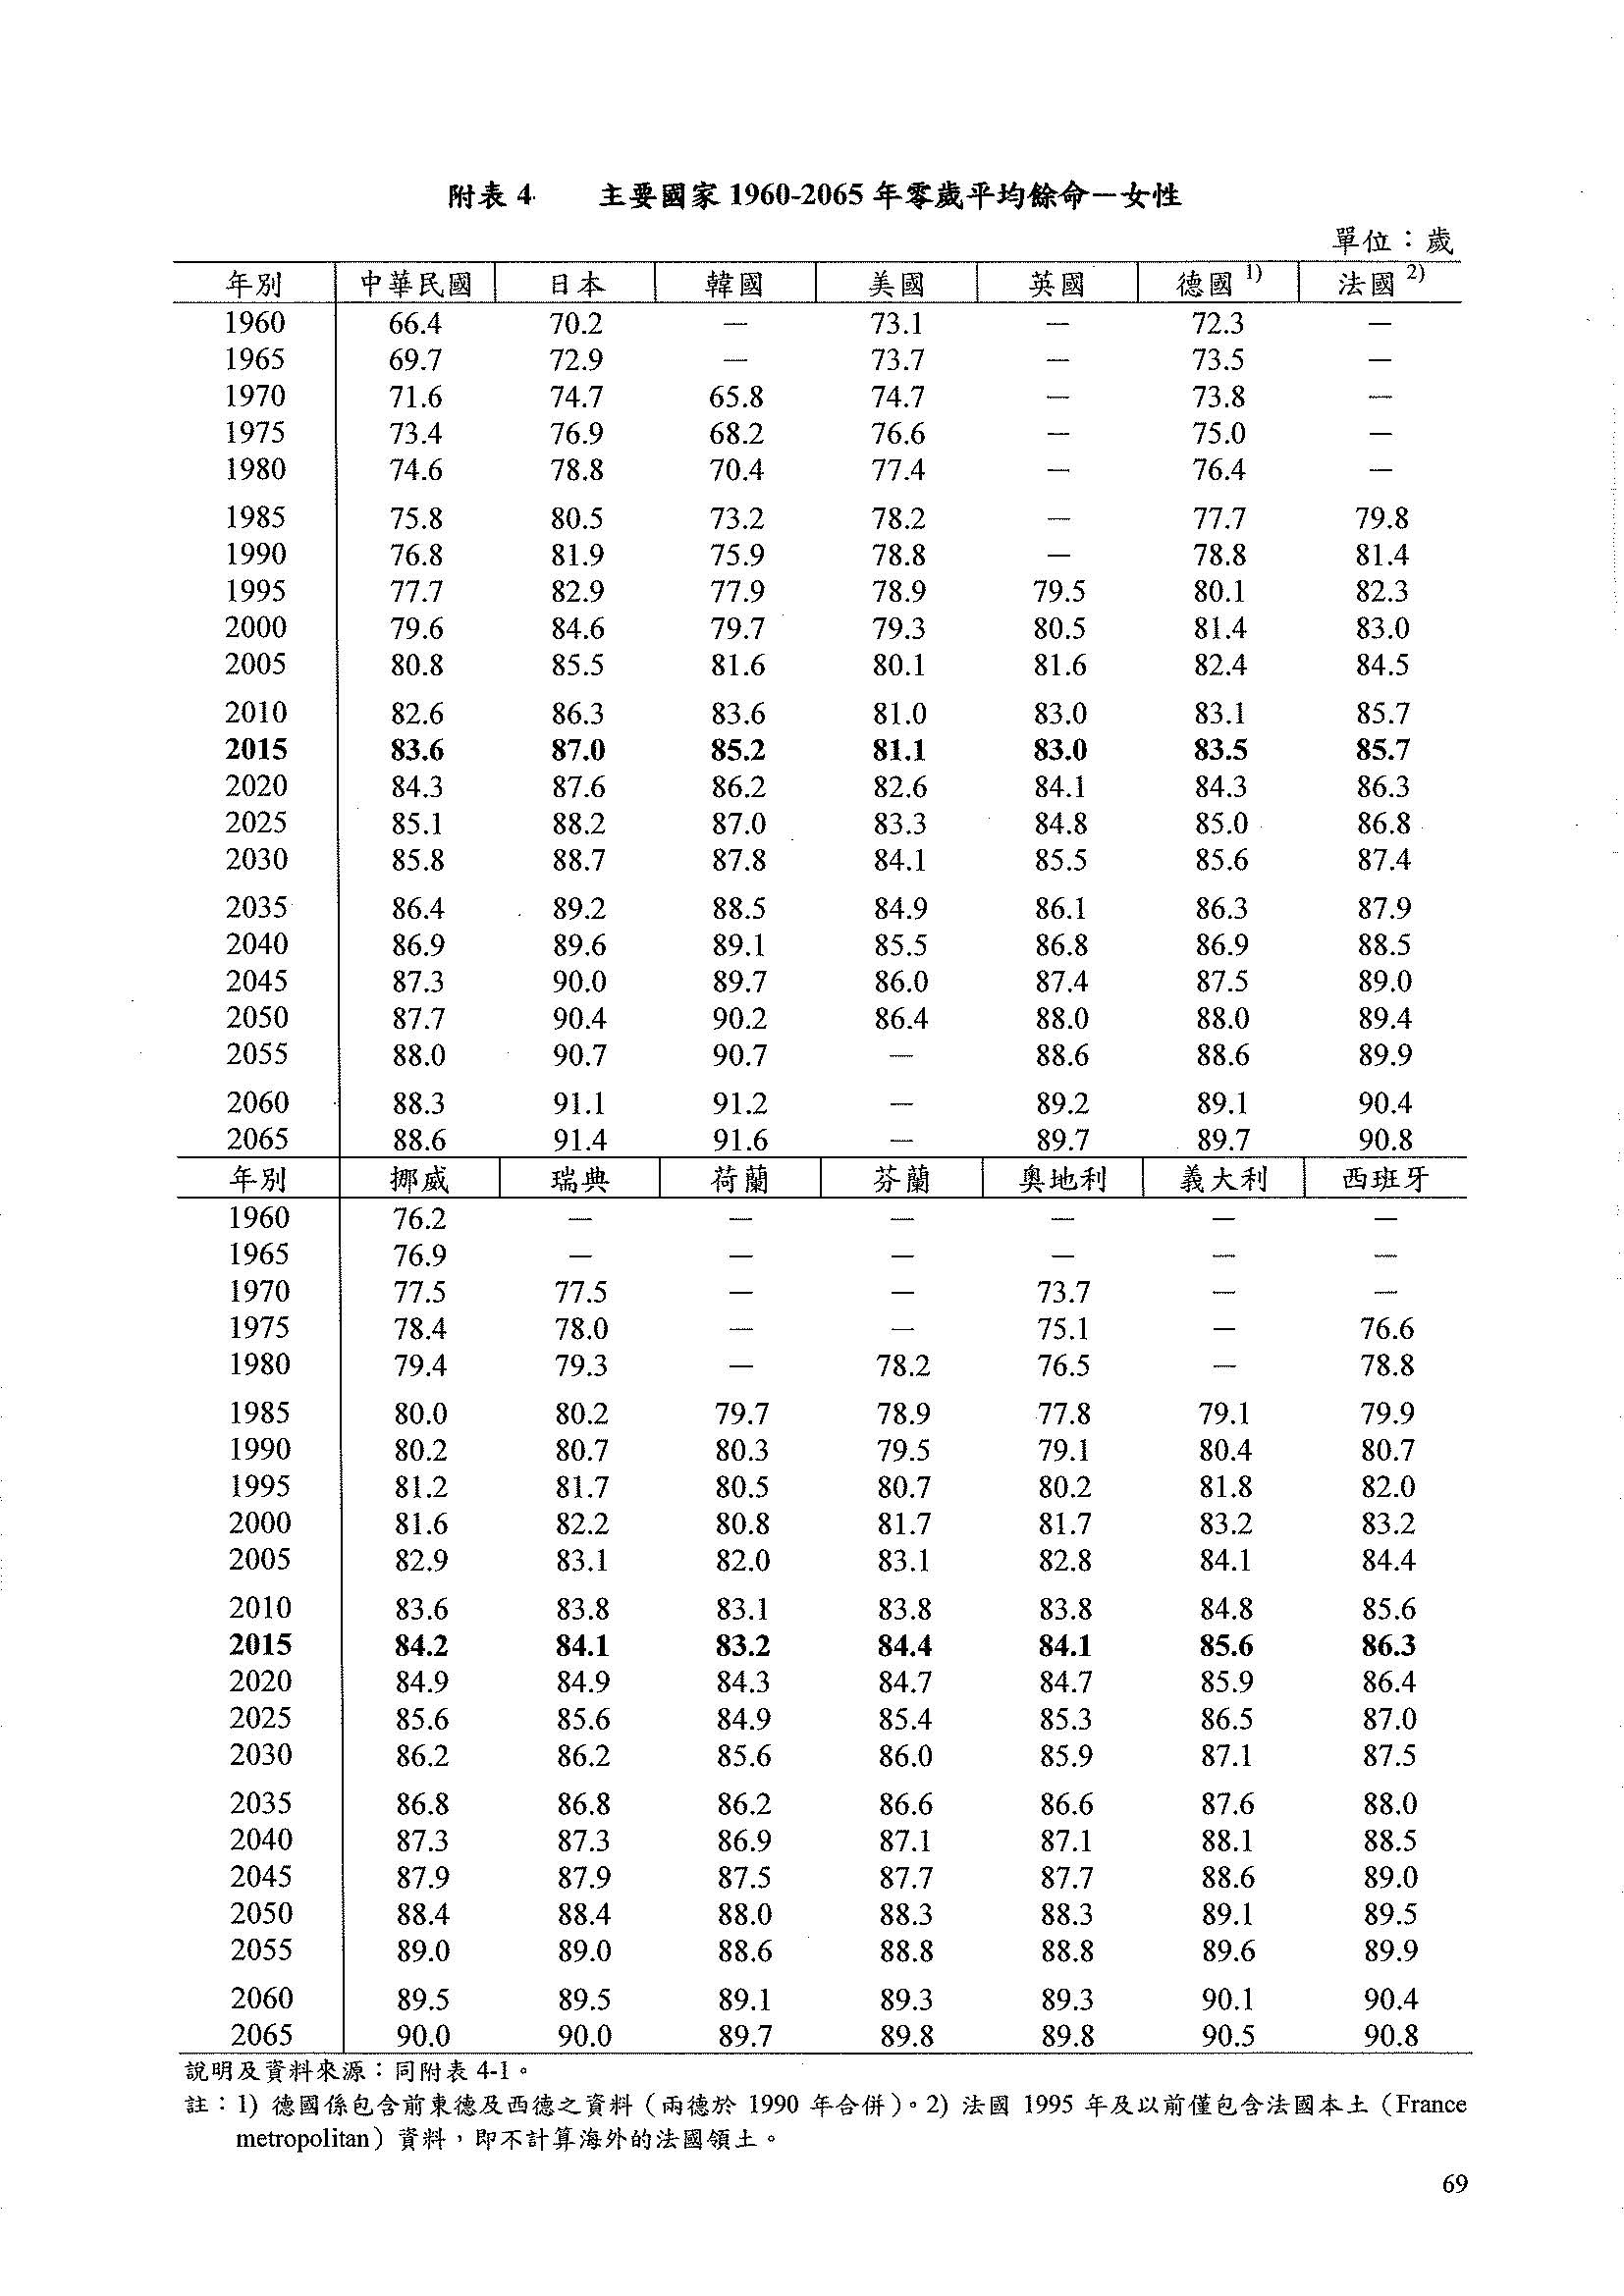 附表 4 主要國家 1960-2065 年零歲平均餘命－女性
單位：歲
年別 中華民國 日本 韓國 美國 英國 德國 1) 法國 2)
1960 66.4 70.2 － 73.1 － 72.3 －
1965 69.7 72.9 － 73.7 － 73.5 －
1970 71.6 74.7 65.8 74.7 － 73.8 －
1975 73.4 76.9 68.2 76.6 － 75.0 －
1980 74.6 78.8 70.4 77.4 － 76.4 －
1985 75.8 80.5 73.2 78.2 － 77.7 79.8
1990 76.8 81.9 75.9 78.8 － 78.8 81.4
1995 77.7 82.9 77.9 78.9 79.5 80.1 82.3
2000 79.6 84.6 79.7 79.3 80.5 81.4 83.0
2005 80.8 85.5 81.6 80.1 81.6 82.4 84.5
2010 82.6 86.3 83.6 81.0 83.0 83.1 85.7
2015 83.6 87.0 85.2 81.1 83.0 83.5 85.7
2020 84.3 87.6 86.2 82.6 84.1 84.3 86.3
2025 85.1 88.2 87.0 83.3 84.8 85.0 86.8
2030 85.8 88.7 87.8 84.1 85.5 85.6 87.4
2035 86.4 89.2 88.5 84.9 86.1 86.3 87.9
2040 86.9 89.6 89.1 85.5 86.8 86.9 88.5
2045 87.3 90.0 89.7 86.0 87.4 87.5 89.0
2050 87.7 90.4 90.2 86.4 88.0 88.0 89.4
2055 88.0 90.7 90.7 － 88.6 88.6 89.9
2060 88.3 91.1 91.2 － 89.2 89.1 90.4
2065 88.6 91.4 91.6 － 89.7 89.7 90.8
年別 挪威 瑞典 荷蘭 芬蘭 奧地利 義大利 西班牙
1960 76.2 － － － － － －
1965 76.9 － － － － － －
1970 77.5 77.5 － － 73.7 － －
1975 78.4 78.0 － － 75.1 － 76.6
1980 79.4 79.3 － 78.2 76.5 － 78.8
1985 80.0 80.2 79.7 78.9 77.8 79.1 79.9
1990 80.2 80.7 80.3 79.5 79.1 80.4 80.7
1995 81.2 81.7 80.5 80.7 80.2 81.8 82.0
2000 81.6 82.2 80.8 81.7 81.7 83.2 83.2
2005 82.9 83.1 82.0 83.1 82.8 84.1 84.4
2010 83.6 83.8 83.1 83.8 83.8 84.8 85.6
2015 84.2 84.1 83.2 84.4 84.1 85.6 86.3
2020 84.9 84.9 84.3 84.7 84.7 85.9 86.4
2025 85.6 85.6 84.9 85.4 85.3 86.5 87.0
2030 86.2 86.2 85.6 86.0 85.9 87.1 87.5
2035 86.8 86.8 86.2 86.6 86.6 87.6 88.0
2040 87.3 87.3 86.9 87.1 87.1 88.1 88.5
2045 87.9 87.9 87.5 87.7 87.7 88.6 89.0
2050 88.4 88.4 88.0 88.3 88.3 89.1 89.5
2055 89.0 89.0 88.6 88.8 88.8 89.6 89.9
2060 89.5 89.5 89.1 89.3 89.3 90.1 90.4
2065 90.0 90.0 89.7 89.8 89.8 90.5 90.8
說明及資料來源：同附表 4-1。
註：1) 德國係包含前東德及西德之資料（兩德於 1990 年合併）。2) 法國 1995 年及以前僅包含法國本土（France
metropolitan）資料，即不計算海外的法國領土。
69